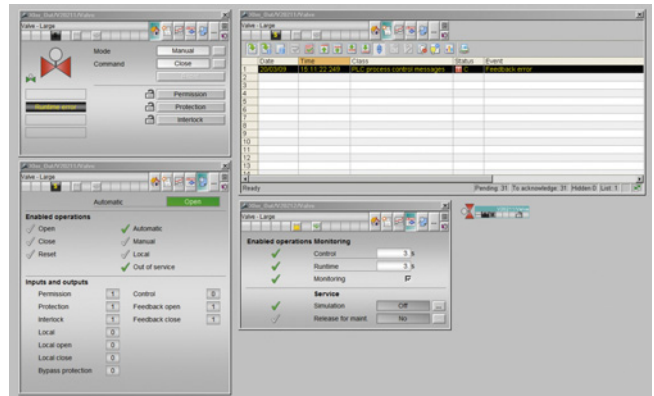 Valve - Large
Mode Manual
Command Close
Permission
Runtime error Protection
Interlock
Valve - Large
Date Time Class Status Event
20/03/09 15:11:22.249 PLC process control messages C Feedback error
1
2
3
4
5
6
7
8
9
10
11
12
13
14
Ready Pending: 31 To acknowledge: 31 Hidden: 0 List: 1
Valve - Large
Automatic Open
Enabled operations
Open Automatic
Close Manual
Reset Local
Out of service
Inputs and outputs
Permission 1 Control 0
Protection 1 Feedback open 1
Interlock 1 Feedback close 1
Local 0
Local open 0
Local close 0
Bypass protection 0
Valve - Large
Enabled operations Monitoring
Control 3 s
Runtime 3 s
Monitoring
Service
Simulation Off ...
Release for maint. No ...